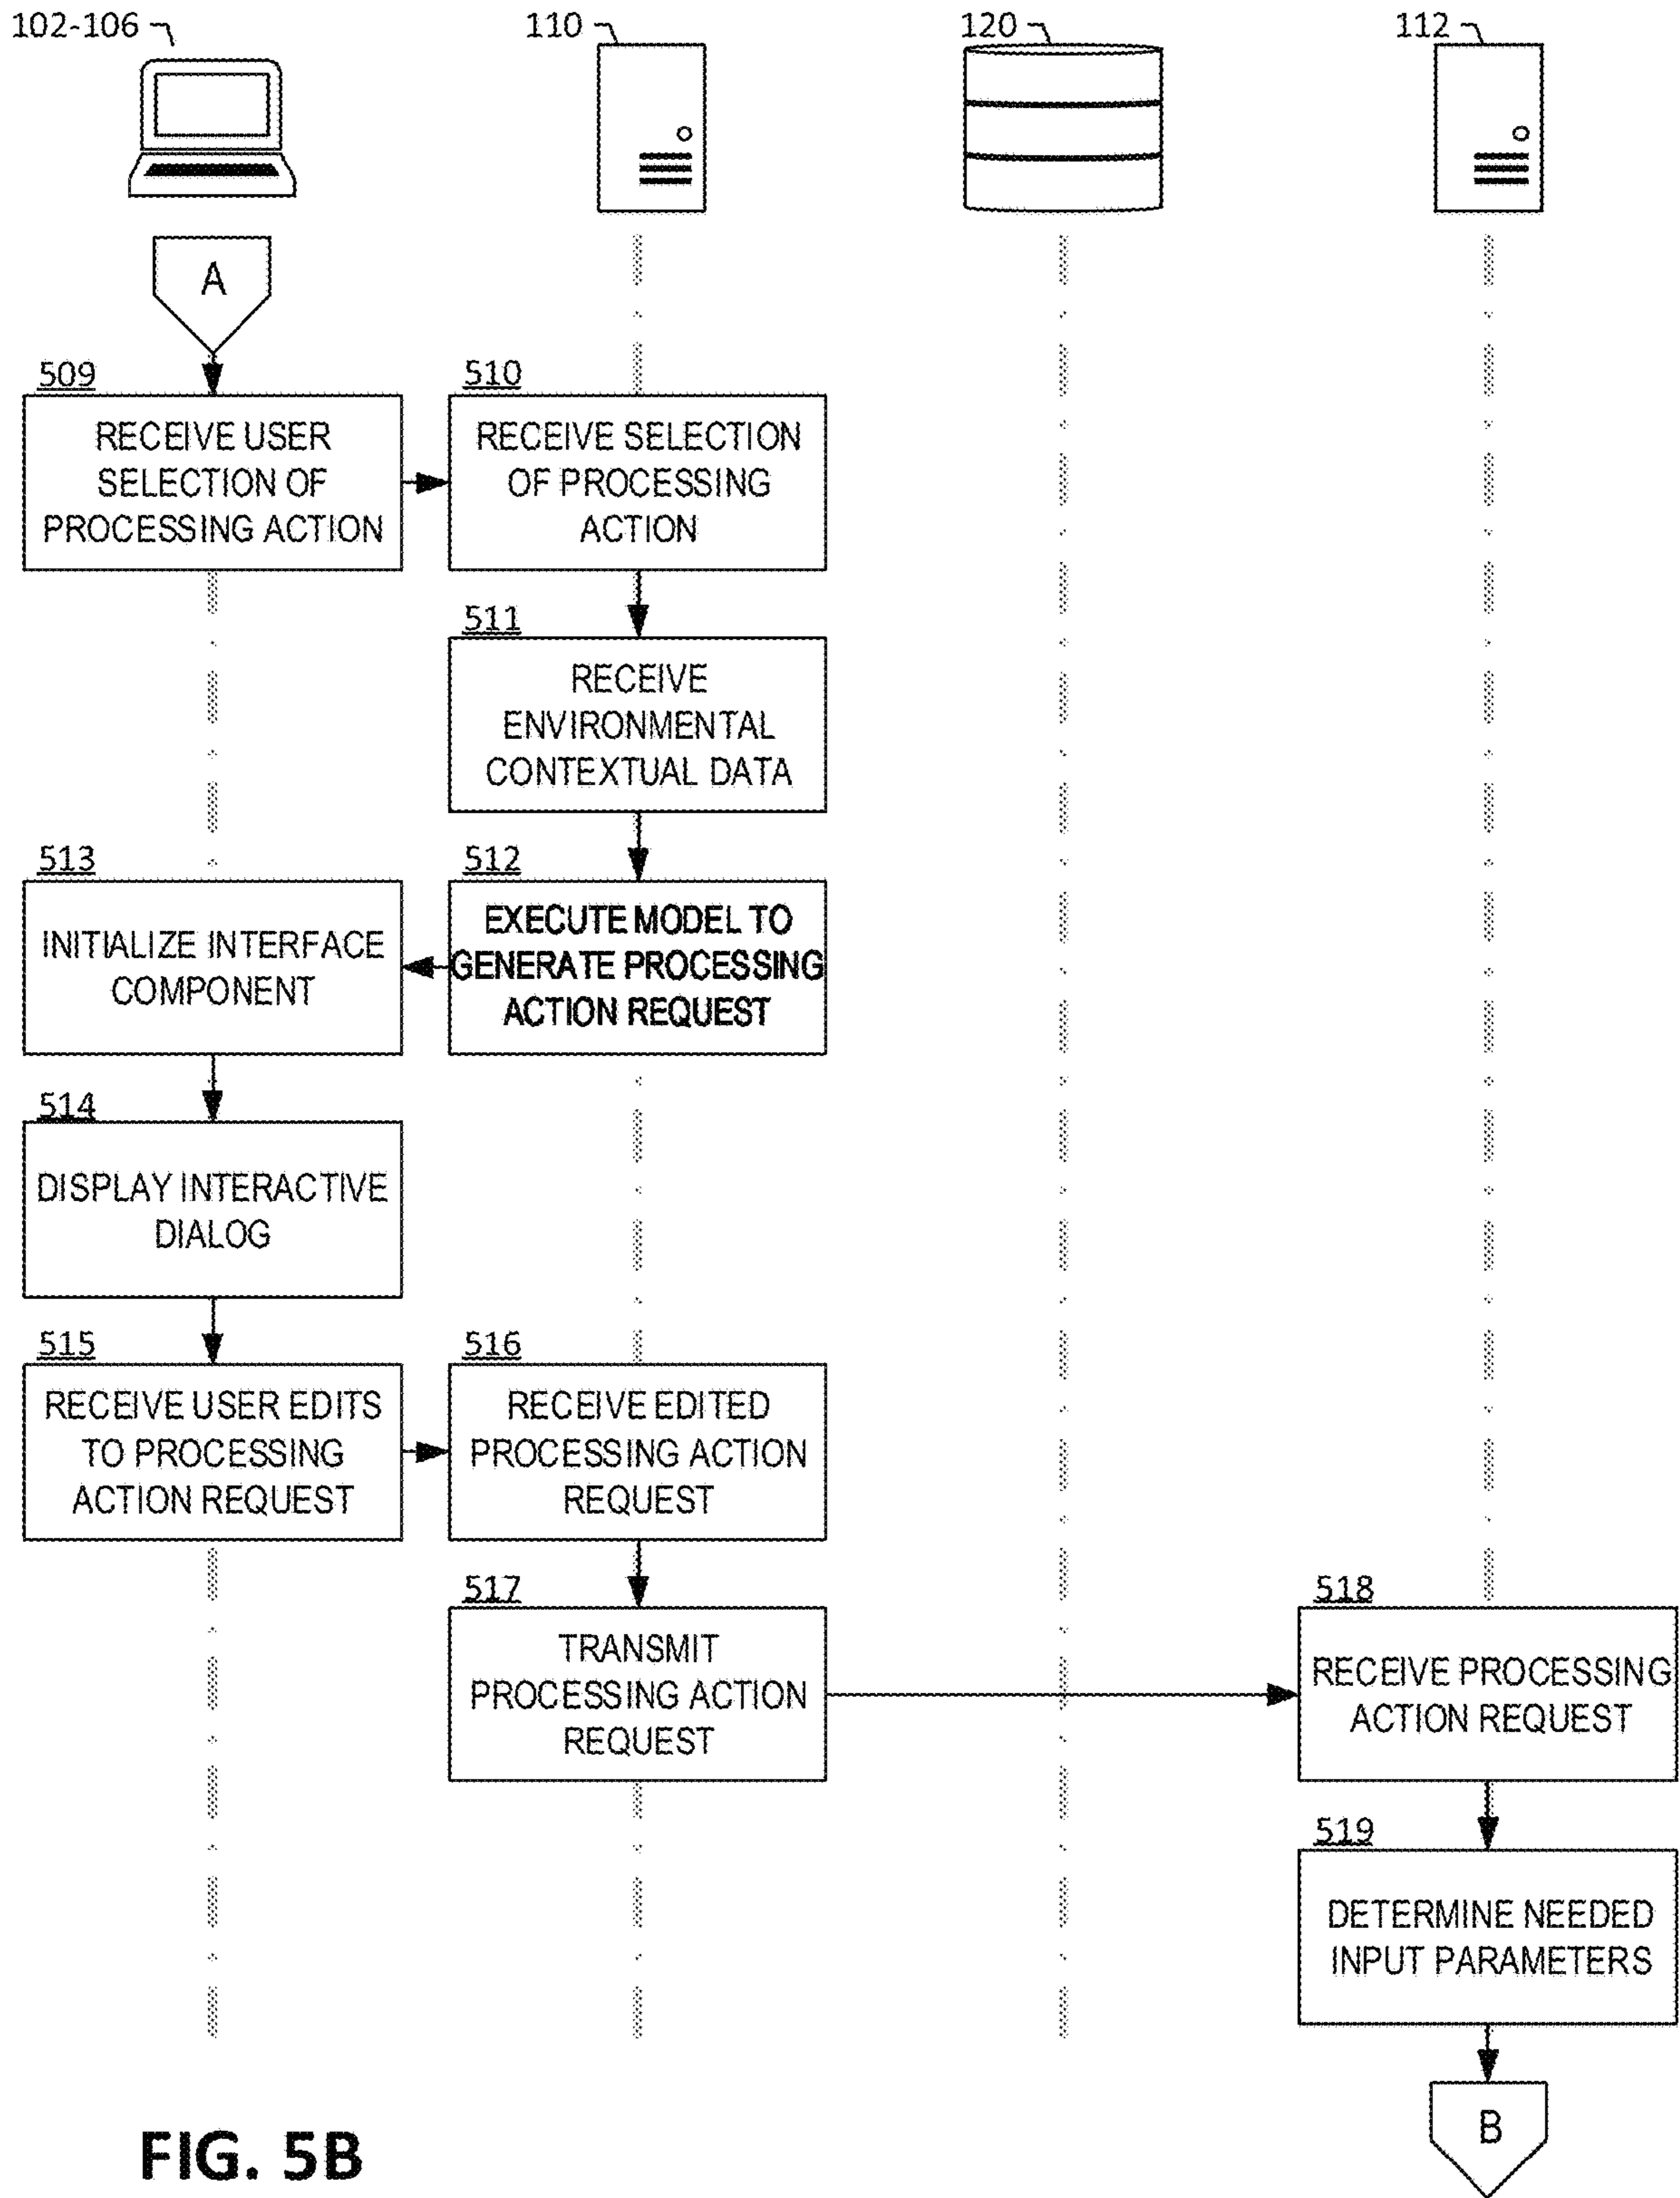 102-106
110
120
112
A
509
RECEIVE USER
SELECTION OF
PROCESSING ACTION
510
RECEIVE SELECTION
OF PROCESSING
ACTION
511
RECEIVE
ENVIRONMENTAL
CONTEXTUAL DATA
513
INITIALIZE INTERFACE
COMPONENT
512
EXECUTE MODEL TO
GENERATE PROCESSING
ACTION REQUEST
514
DISPLAY INTERACTIVE
DIALOG
515
RECEIVE USER EDITS
TO PROCESSING
ACTION REQUEST
516
RECEIVE EDITED
PROCESSING ACTION
REQUEST
517
TRANSMIT
PROCESSING ACTION
REQUEST
518
RECEIVE PROCESSING
ACTION REQUEST
519
DETERMINE NEEDED
INPUT PARAMETERS
B
FIG. 5B